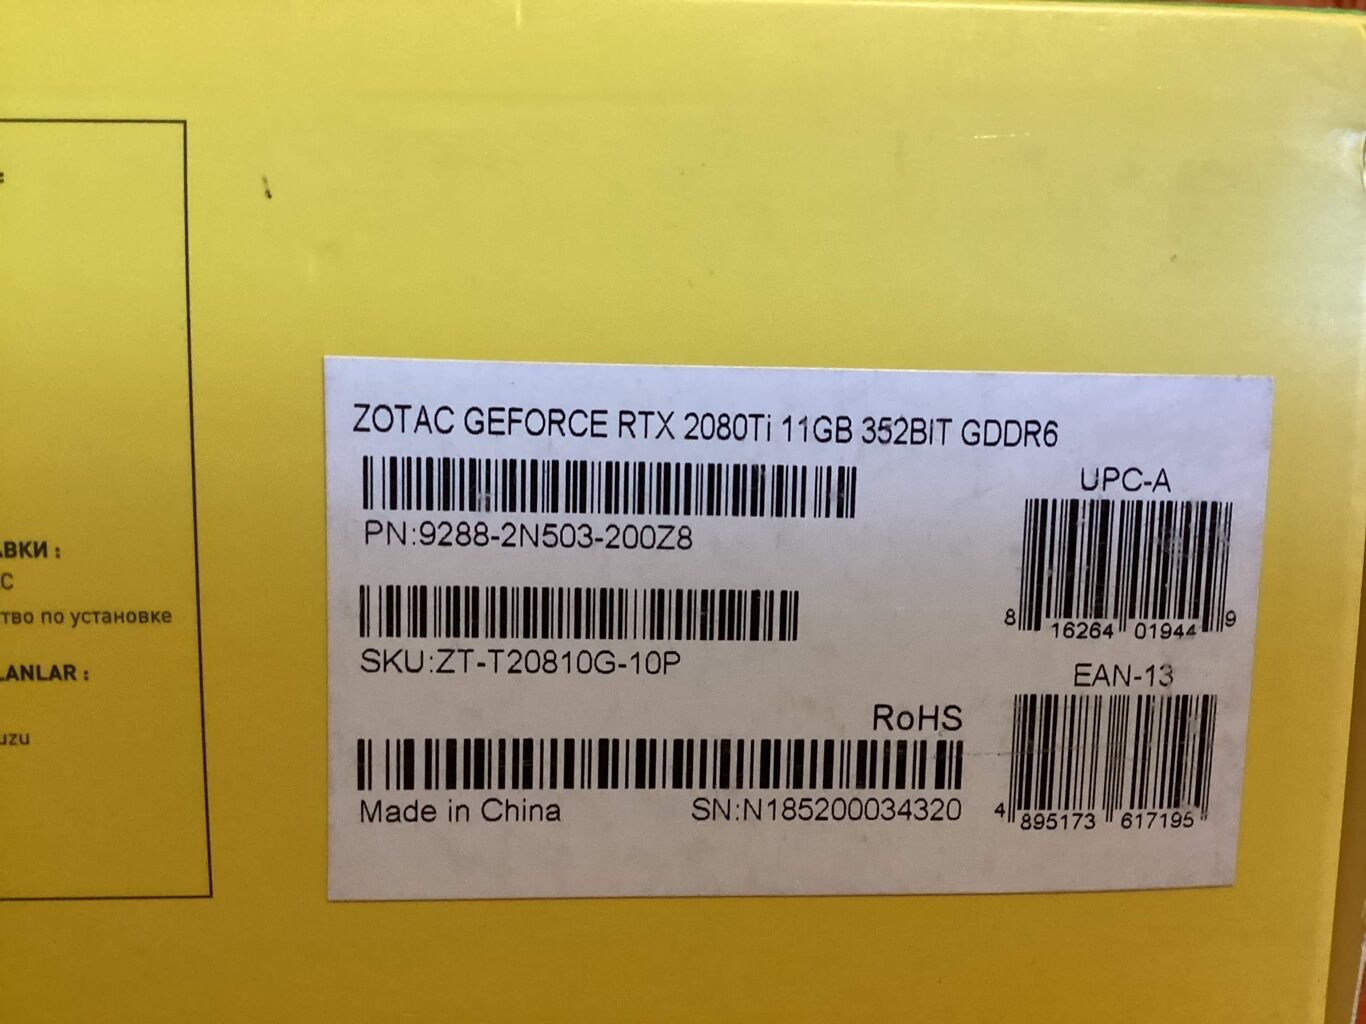 :
АВКИ :
С
тво по установке
LANLAR :
uzu
ZOTAC GEFORCE RTX 2080Ti 11GB 352BIT GDDR6
PN:9288-2N503-200Z8
SKU:ZT-T20810G-10P
RoHS
Made in China SN:N185200034320
UPC-A
8 16264 01944 9
EAN-13
4 895173 617195